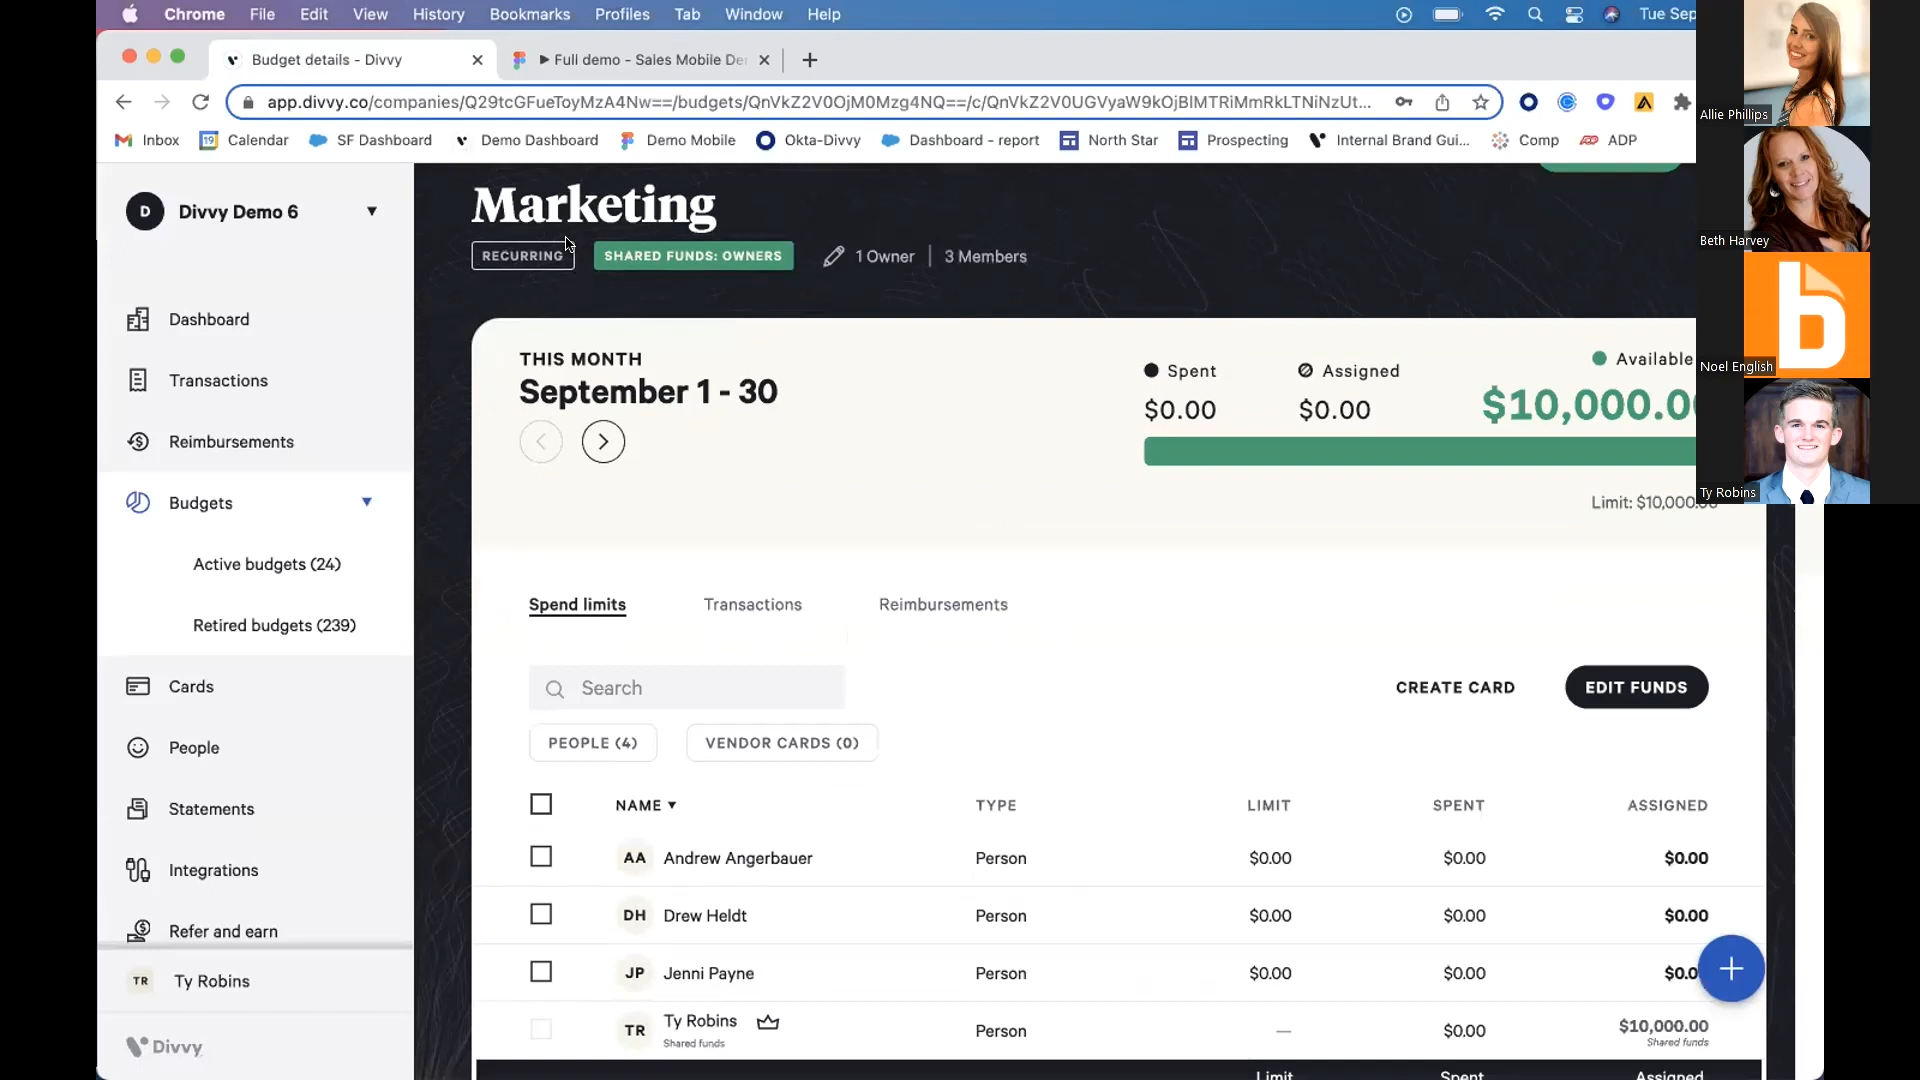 Chrome File Edit View History Bookmarks Profiles Tab Window Help Tue Sep
Budget details - Divvy Full demo - Sales Mobile De
app.divvy.co/companies/Q29tcGFueToyMzA4Nw==/budgets/QnVkZ2V0OjM0Mzg4NQ==/c/QnVkZ2V0UGVyaW9kOjBlMTRiMmRkLTNiNzUt...
Inbox 19 Calendar SF Dashboard Demo Dashboard Demo Mobile Okta-Divvy Dashboard - report North Star Prospecting Internal Brand Gui... Comp ADP
Allie Phillips
Beth Harvey
b
Noel English
Ty Robins
D Divvy Demo 6
Dashboard
Transactions
Reimbursements
Budgets
Active budgets (24)
Retired budgets (239)
Cards
People
Statements
Integrations
Refer and earn
TR Ty Robins
Divvy
Marketing
RECURRING SHARED FUNDS: OWNERS 1 Owner 3 Members
THIS MONTH
September 1 - 30
Spent Assigned Available
$0.00 $0.00 $10,000.0
Limit: $10,000.00
Spend limits Transactions Reimbursements
Search CREATE CARD EDIT FUNDS
PEOPLE (4) VENDOR CARDS (0)
NAME TYPE LIMIT SPENT ASSIGNED
AA Andrew Angerbauer Person $0.00 $0.00 $0.00
DH Drew Heldt Person $0.00 $0.00 $0.00
JP Jenni Payne Person $0.00 $0.00 $0.0
TR Ty Robins Person — $0.00 $10,000.00
Shared funds Shared funds
Limit Spent Assigned